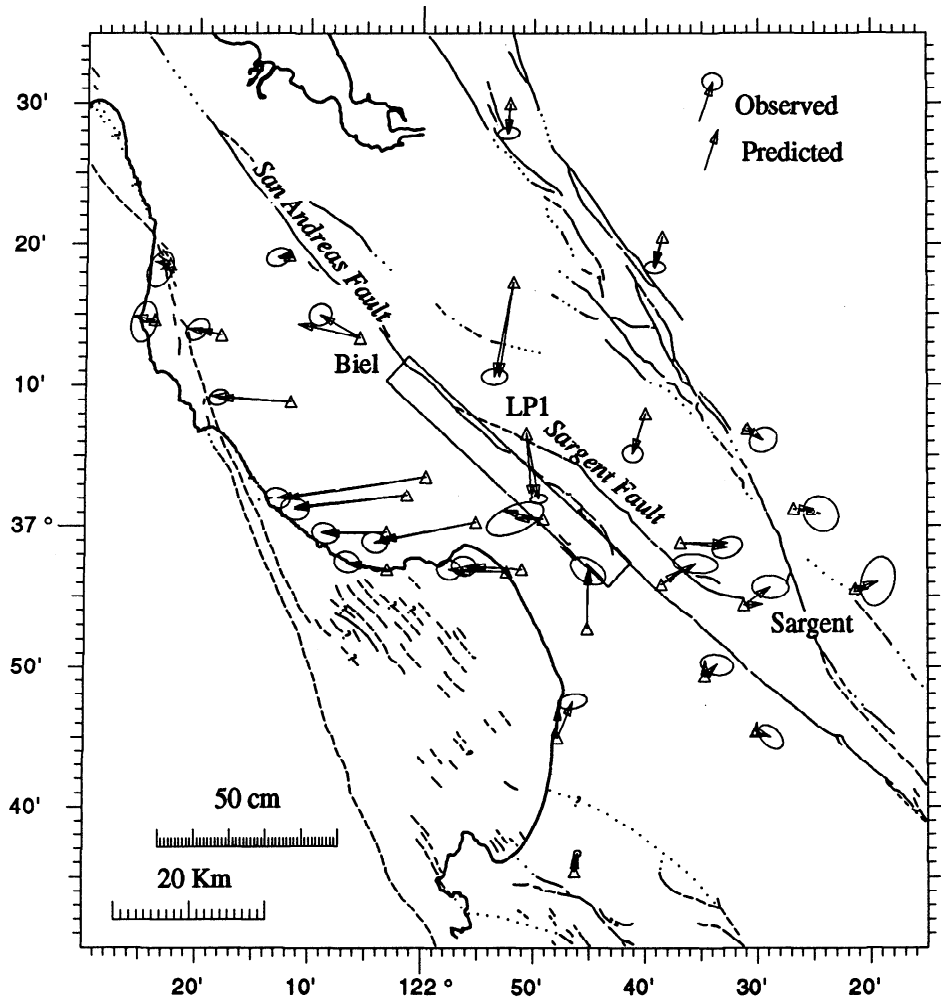 30'
Observed
Predicted
San Andreas Fault
20'
Biel
10'
LP1
Sargent Fault
37 °
Sargent
50'
50 cm
40'
20 Km
20'
10'
122 °
50'
40'
30'
20'